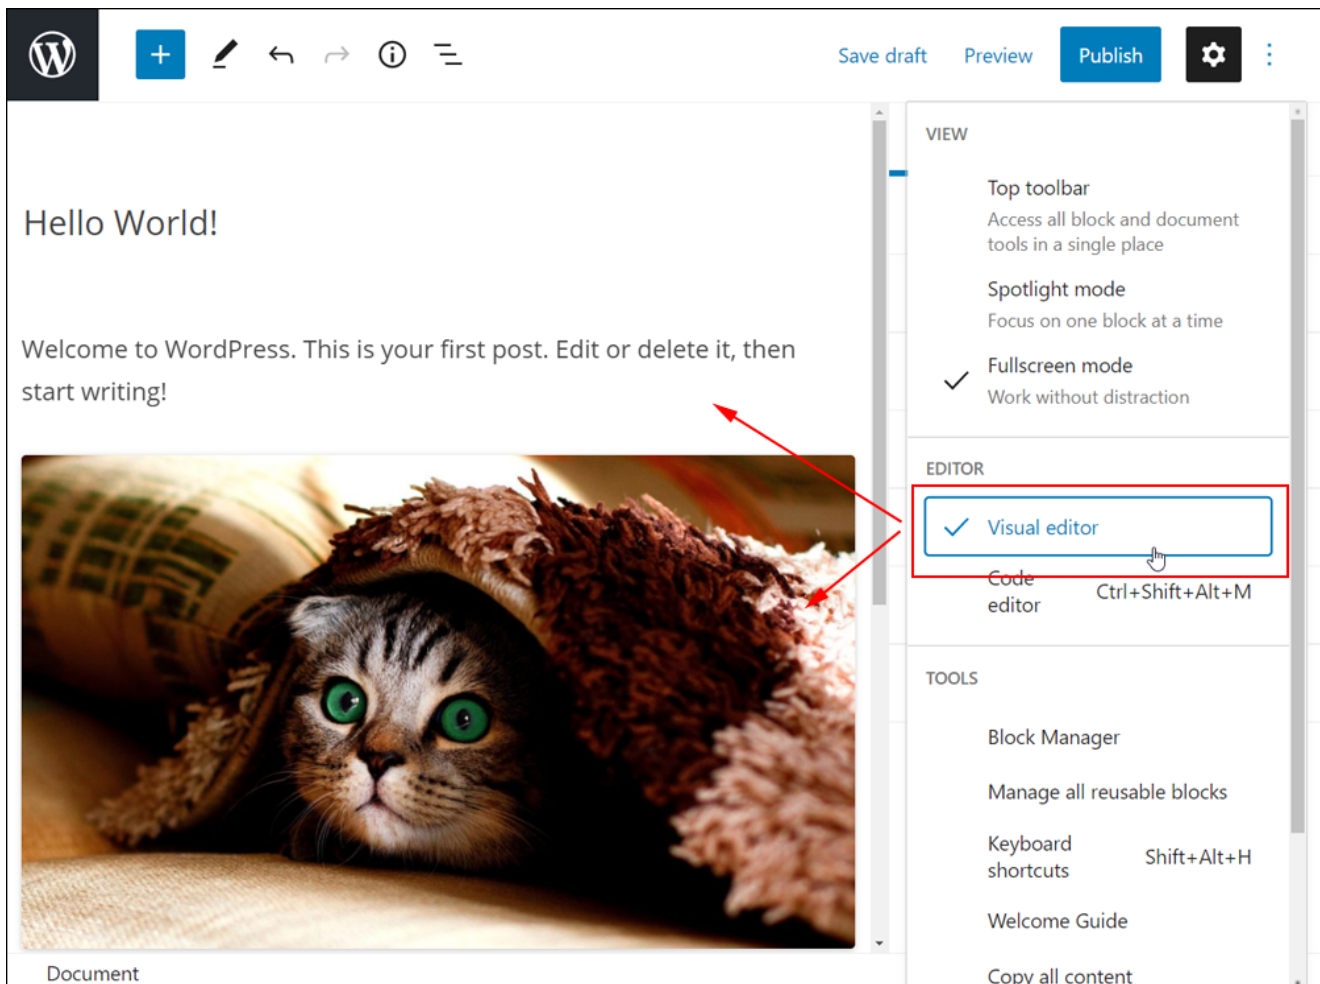 Save draft Preview Publish
Hello World!
Welcome to WordPress. This is your first post. Edit or delete it, then
start writing!
Document
VIEW
Top toolbar
Access all block and document
tools in a single place
Spotlight mode
Focus on one block at a time
Fullscreen mode
Work without distraction
EDITOR
Visual editor
Code
editor Ctrl+Shift+Alt+M
TOOLS
Block Manager
Manage all reusable blocks
Keyboard
shortcuts Shift+Alt+H
Welcome Guide
Copy all content